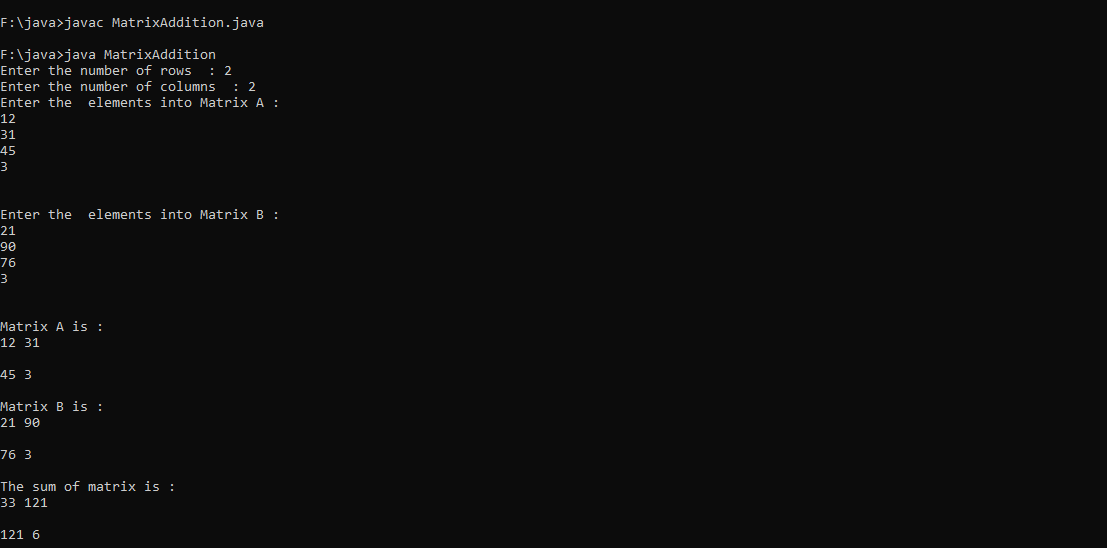 F:\java>javac MatrixAddition.java
F:\java>java MatrixAddition
Enter the number of rows  : 2
Enter the number of columns  : 2
Enter the  elements into Matrix A :
12
31
45
3
Enter the  elements into Matrix B :
21
90
76
3
Matrix A is :
12 31
45 3
Matrix B is :
21 90
76 3
The sum of matrix is :
33 121
121 6